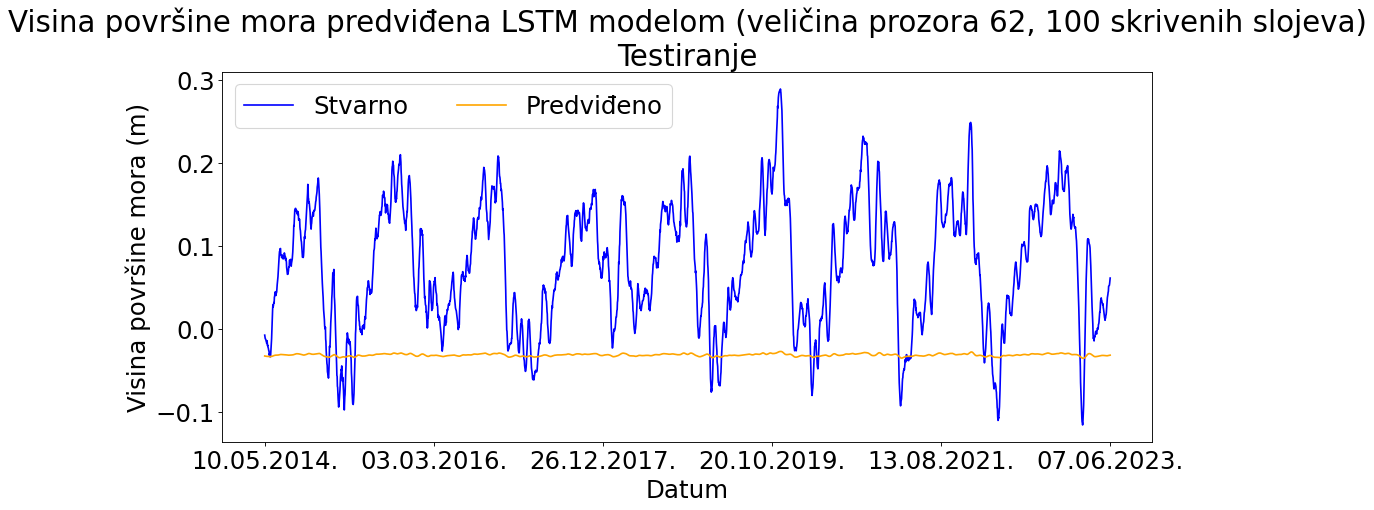 Visina površine mora predviđena LSTM modelom (veličina prozora 62, 100 skrivenih slojeva)
Testiranje
Stvarno
Predviđeno
Visina površine mora (m)
0.3
0.2
0.1
0.0
−0.1
10.05.2014.
03.03.2016.
26.12.2017.
20.10.2019.
13.08.2021.
07.06.2023.
Datum